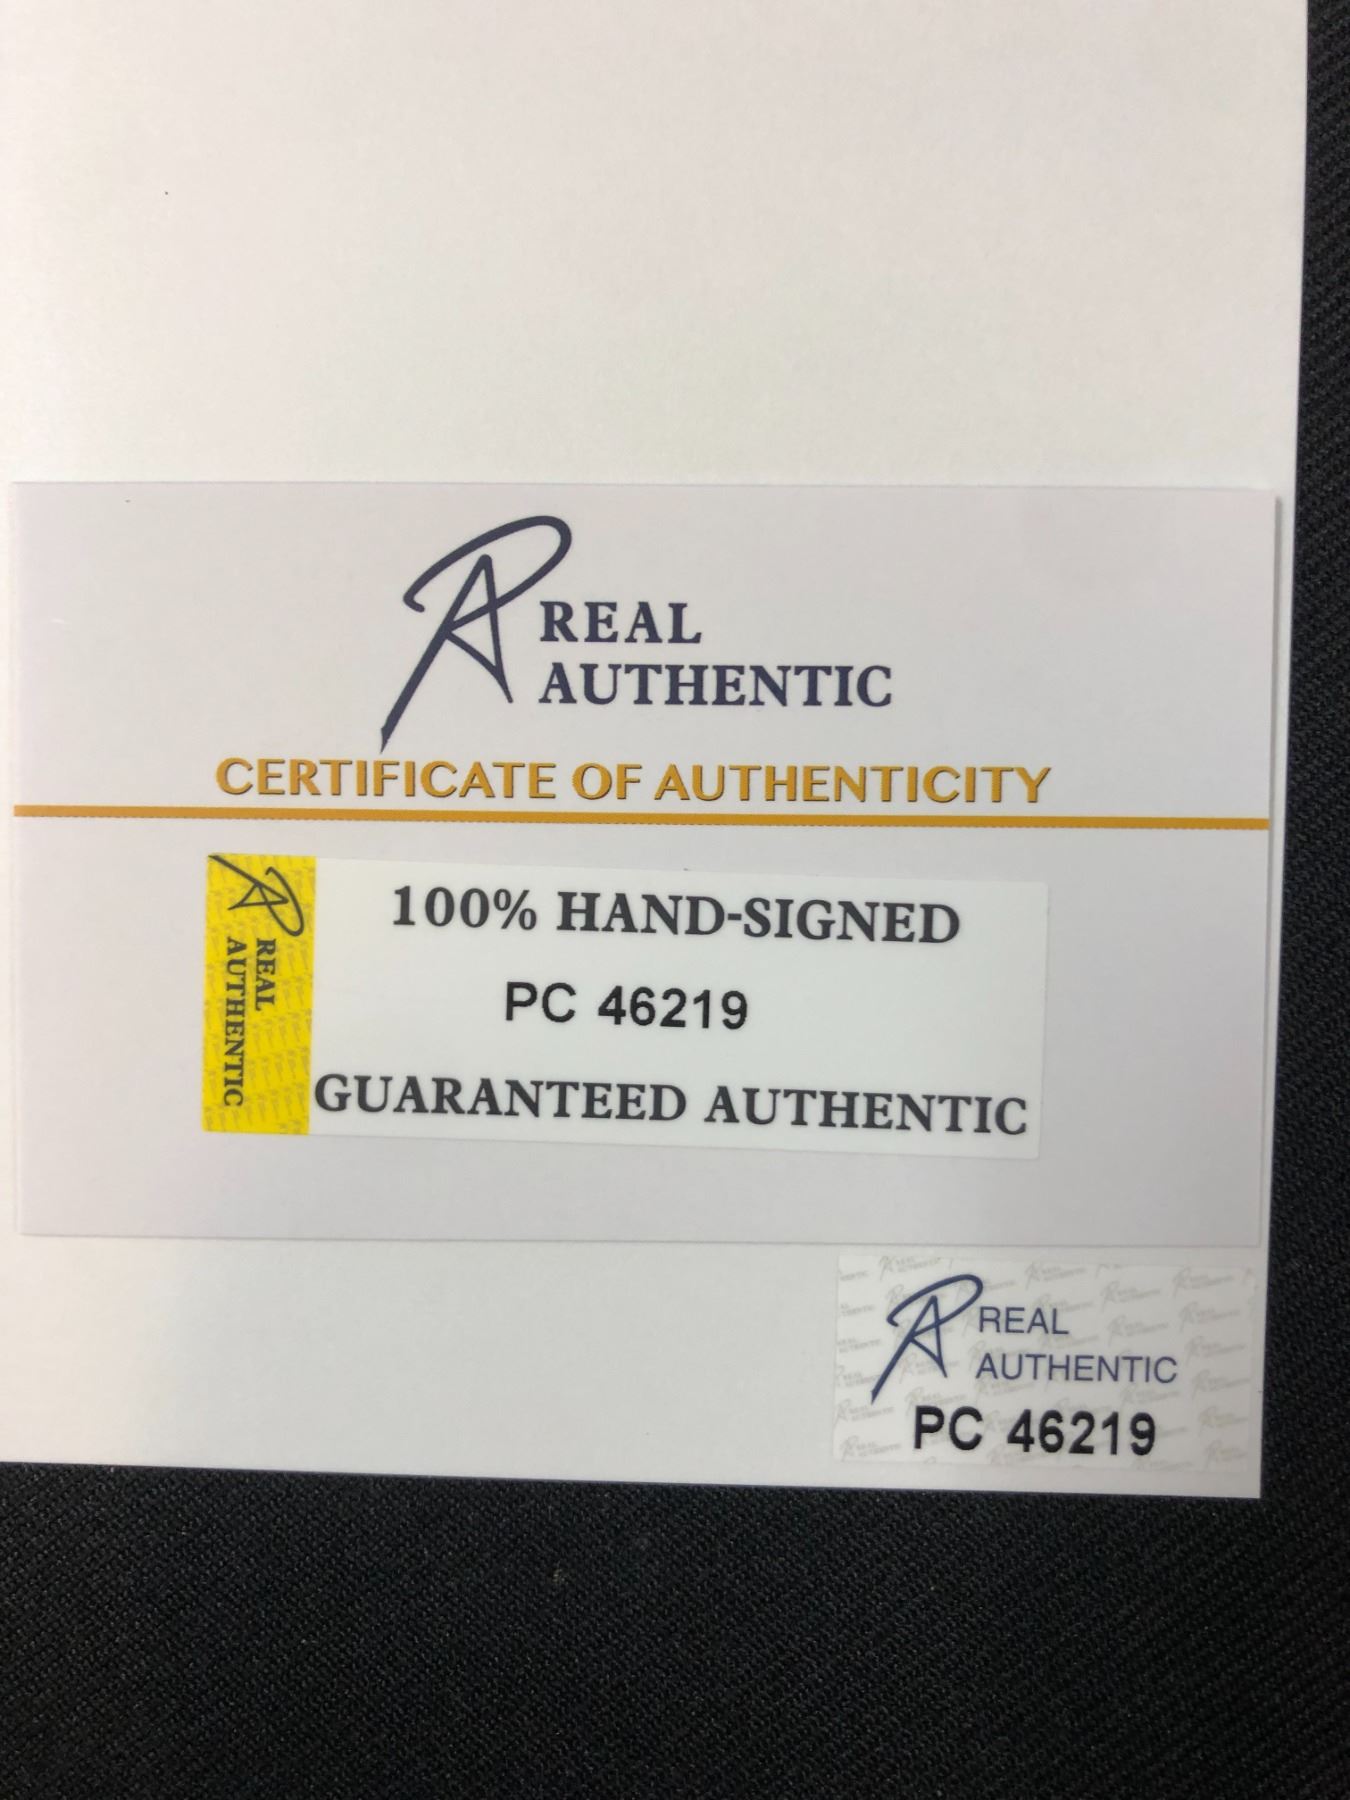 REAL
AUTHENTIC
CERTIFICATE OF AUTHENTICITY
REAL
AUTHENTIC
100% HAND-SIGNED
PC 46219
GUARANTEED AUTHENTIC
REAL
AUTHENTIC
PC 46219